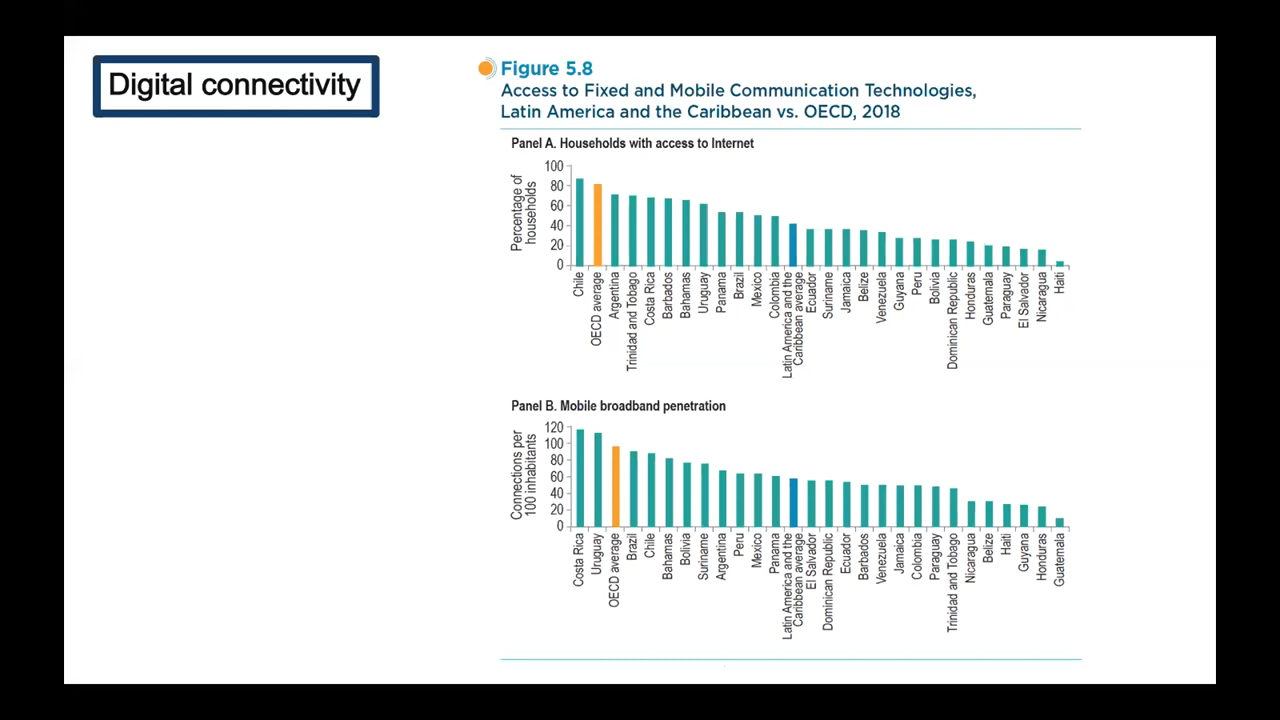 Digital connectivity
Figure 5.8
Access to Fixed and Mobile Communication Technologies,
Latin America and the Caribbean vs. OECD, 2018
Panel A. Households with access to Internet
Percentage of
households
100
80
60
40
20
0
Chile
OECD average
Argentina
Trinidad and Tobago
Costa Rica
Barbados
Bahamas
Uruguay
Panama
Brazil
Mexico
Colombia
Latin America and the
Caribbean average
Ecuador
Suriname
Jamaica
Belize
Venezuela
Guyana
Peru
Bolivia
Dominican Republic
Honduras
Guatemala
Paraguay
El Salvador
Nicaragua
Haiti
Panel B. Mobile broadband penetration
Connections per
100 inhabitants
120
100
80
60
40
20
0
Costa Rica
Uruguay
OECD average
Brazil
Chile
Bahamas
Bolivia
Suriname
Argentina
Peru
Mexico
Panama
Latin America and the
Caribbean average
El Salvador
Dominican Republic
Ecuador
Barbados
Venezuela
Jamaica
Colombia
Paraguay
Trinidad and Tobago
Nicaragua
Belize
Haiti
Guyana
Honduras
Guatemala